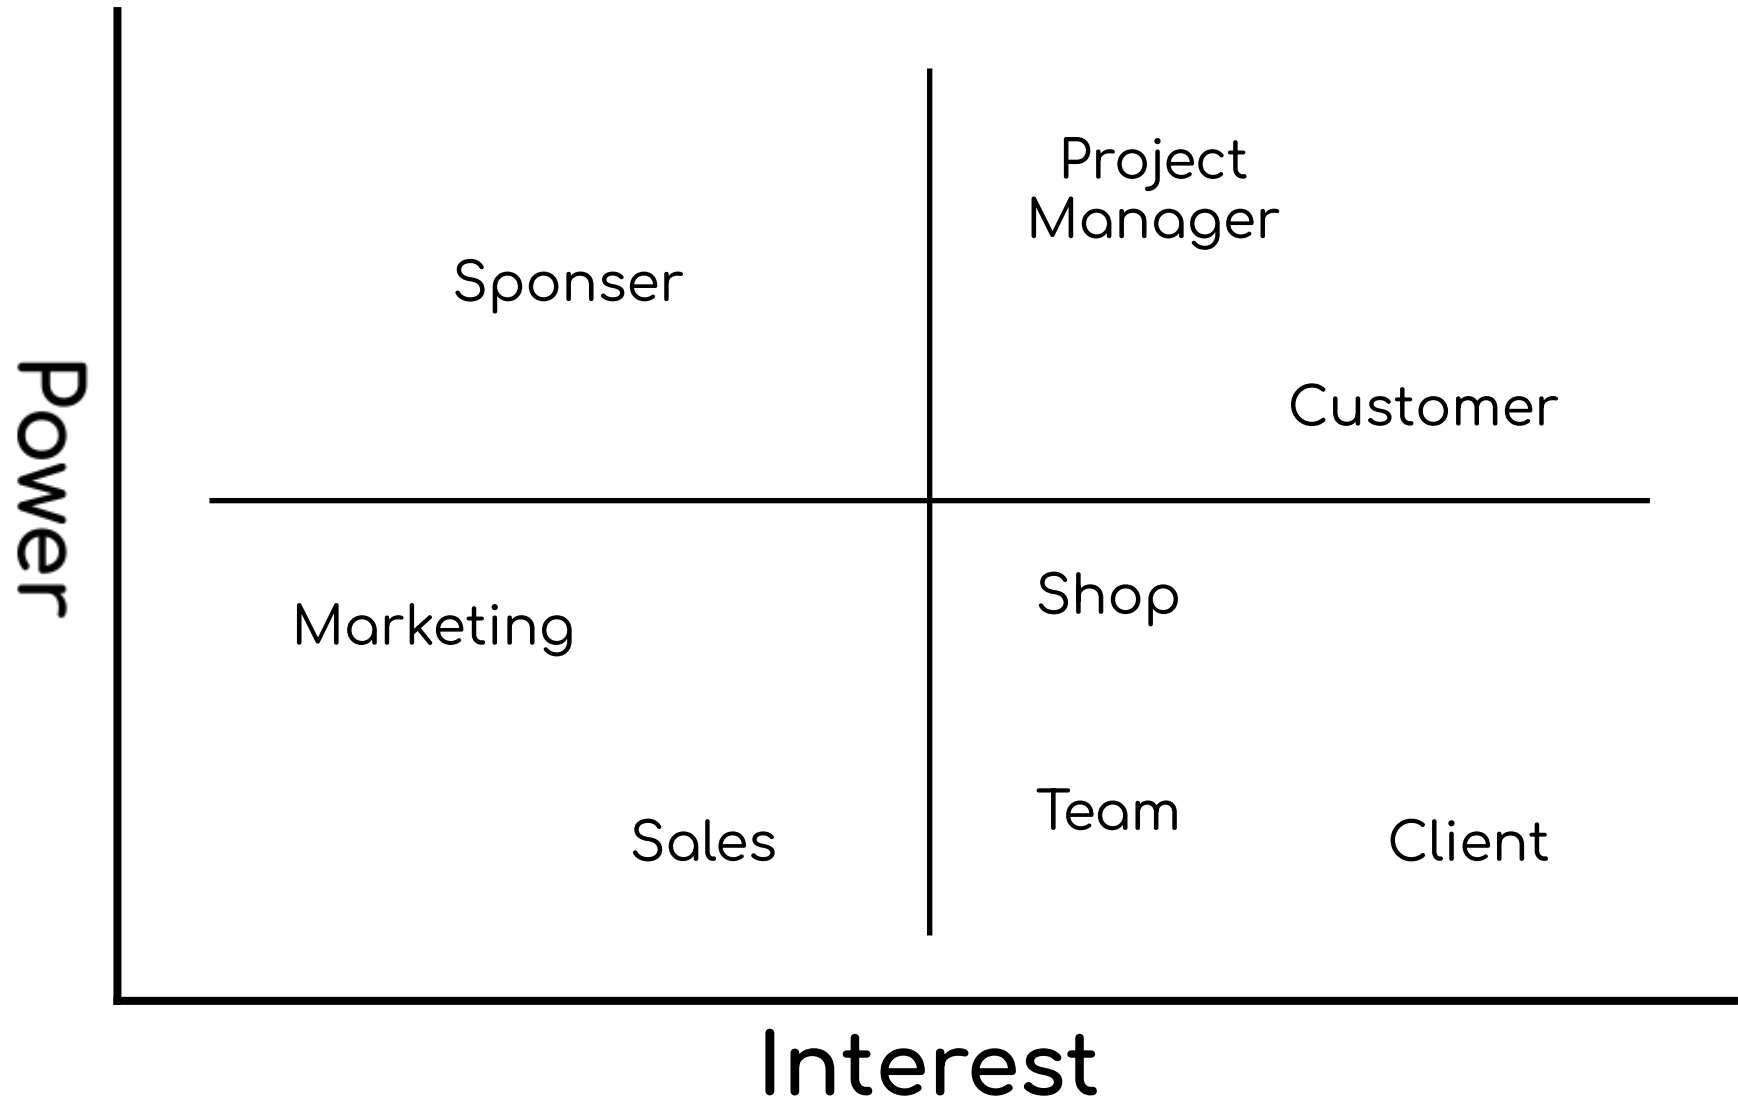 Project
Manager
Sponser
Customer
Power
Shop
Marketing
Team
Sales
Client
Interest